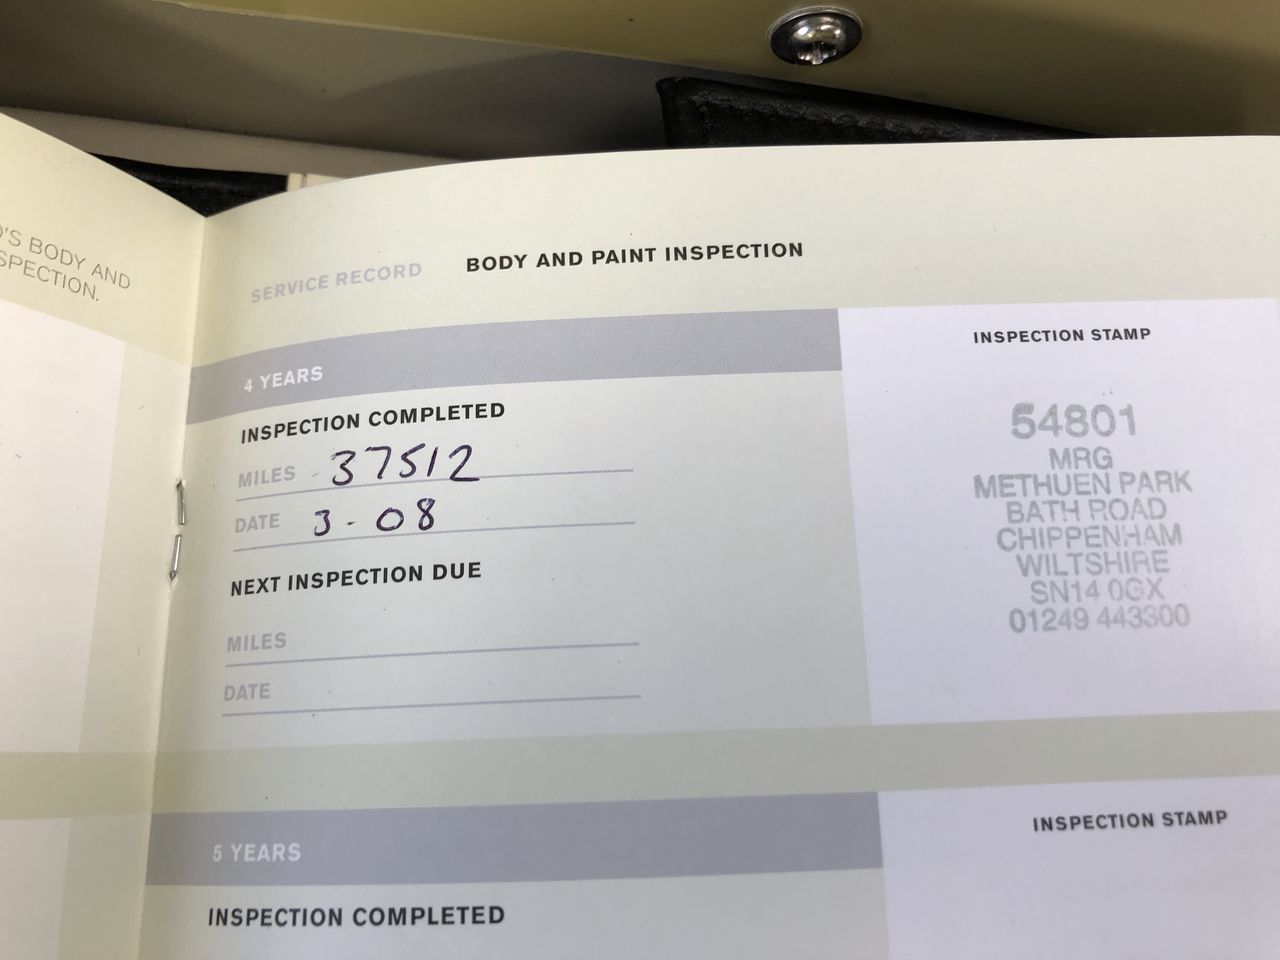 'S BODY AND
SPECTION.
SERVICE RECORD BODY AND PAINT INSPECTION
4 YEARS
INSPECTION COMPLETED
MILES 37512
DATE 3-08
NEXT INSPECTION DUE
MILES
DATE
INSPECTION STAMP
54801
MRG
METHUEN PARK
BATH ROAD
CHIPPENHAM
WILTSHIRE
SN14 0GX
01249 443300
5 YEARS
INSPECTION COMPLETED
INSPECTION STAMP